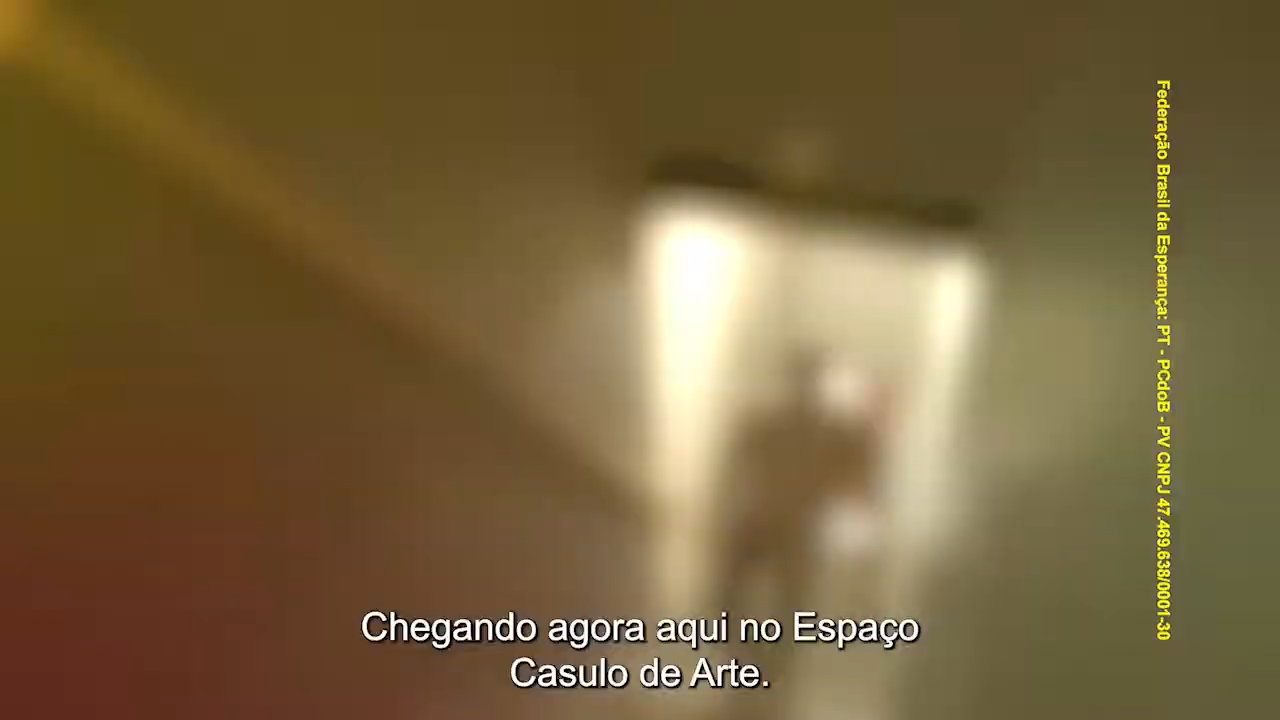 Federação Brasil da Esperança: PT - PCdoB - PV CNPJ 47.469.638/0001-30
Chegando agora aqui no Espaço
Casulo de Arte.